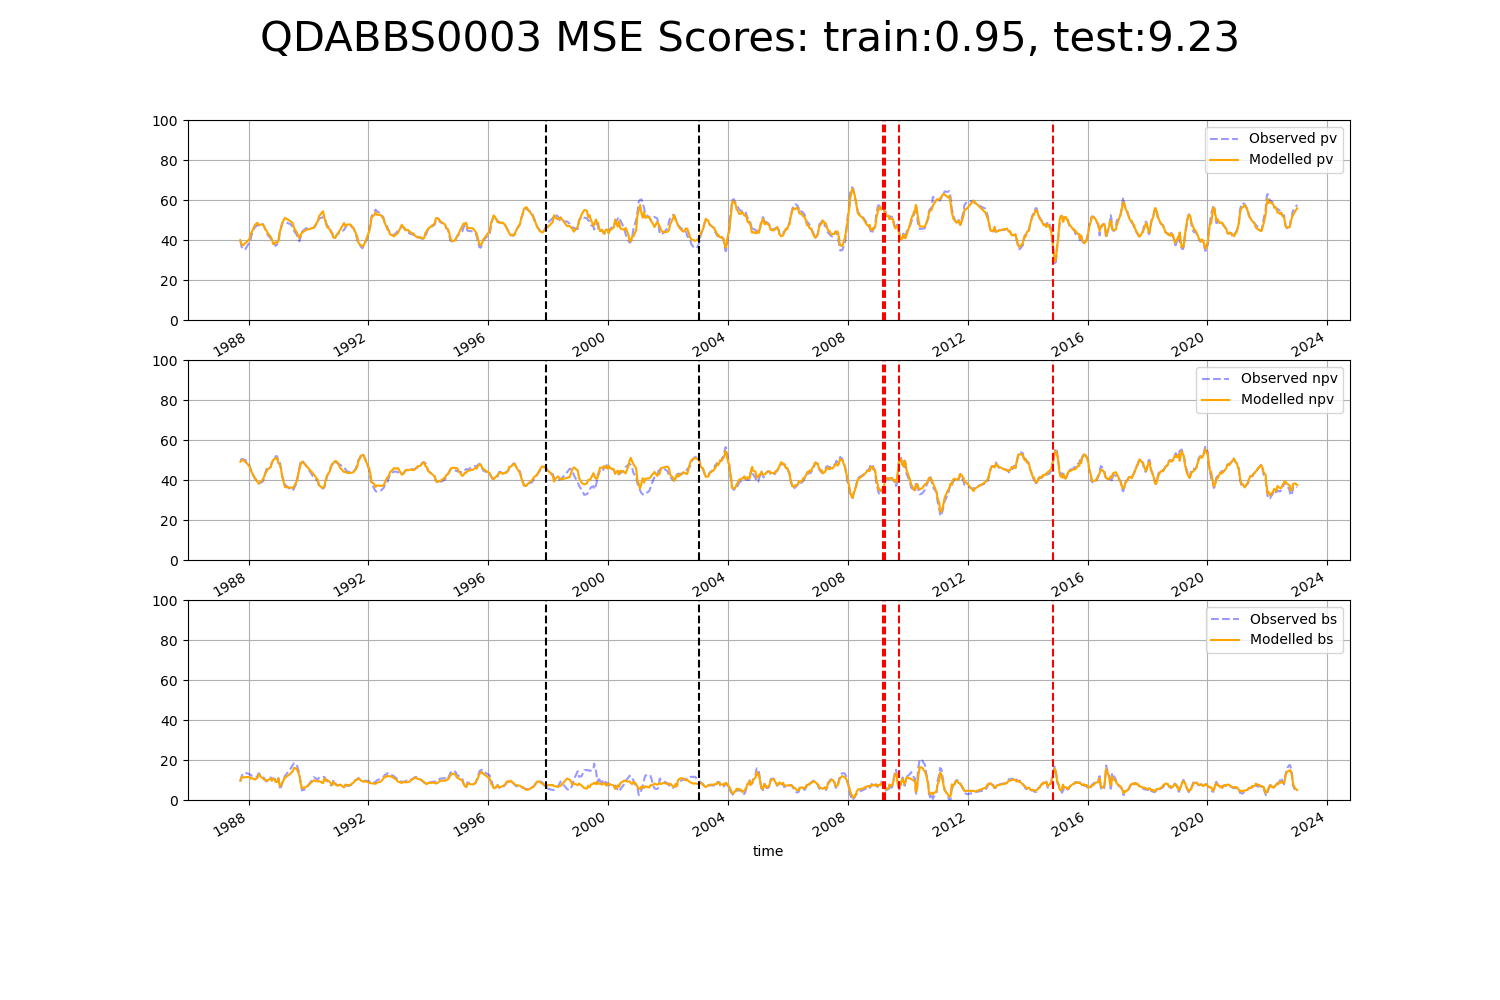 QDABBS0003 MSE Scores: train:0.95, test:9.23
100
80
60
40
20
0
Observed pv
Modelled pv
1988 1992 1996 2000 2004 2008 2012 2016 2020 2024
100
80
60
40
20
0
Observed npv
Modelled npv
1988 1992 1996 2000 2004 2008 2012 2016 2020 2024
100
80
60
40
20
0
Observed bs
Modelled bs
1988 1992 1996 2000 2004 2008 2012 2016 2020 2024
time